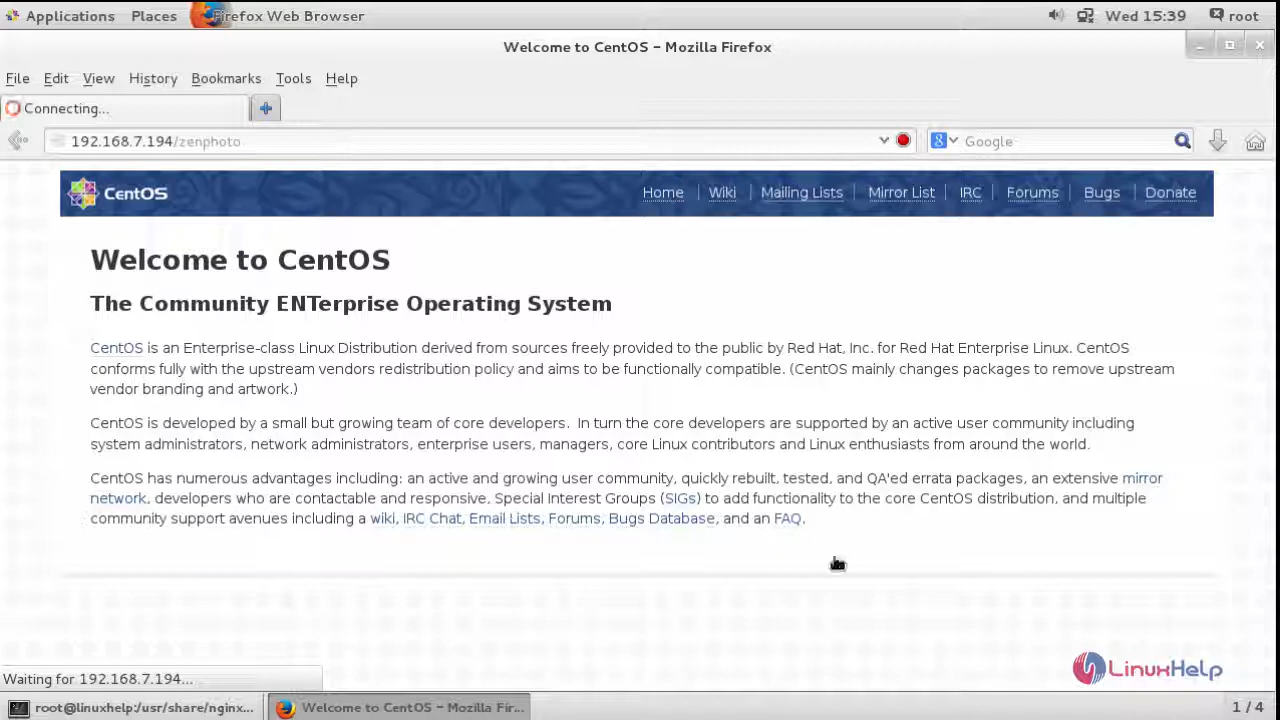 Applications Places Firefox Web Browser Wed 15:39 root
Welcome to CentOS – Mozilla Firefox
File Edit View History Bookmarks Tools Help
Connecting...
192.168.7.194/zenphoto Google
CentOS Home Wiki Mailing Lists Mirror List IRC Forums Bugs Donate
Welcome to CentOS
The Community ENTerprise Operating System
CentOS is an Enterprise-class Linux Distribution derived from sources freely provided to the public by Red Hat, Inc. for Red Hat Enterprise Linux. CentOS
conforms fully with the upstream vendors redistribution policy and aims to be functionally compatible. (CentOS mainly changes packages to remove upstream
vendor branding and artwork.)
CentOS is developed by a small but growing team of core developers. In turn the core developers are supported by an active user community including
system administrators, network administrators, enterprise users, managers, core Linux contributors and Linux enthusiasts from around the world.
CentOS has numerous advantages including: an active and growing user community, quickly rebuilt, tested, and QA'ed errata packages, an extensive mirror
network, developers who are contactable and responsive, Special Interest Groups (SIGs) to add functionality to the core CentOS distribution, and multiple
community support avenues including a wiki, IRC Chat, Email Lists, Forums, Bugs Database, and an FAQ.
LinuxHelp
Waiting for 192.168.7.194...
root@linuxhelp:/usr/share/nginx... Welcome to CentOS – Mozilla Fir... 1 / 4